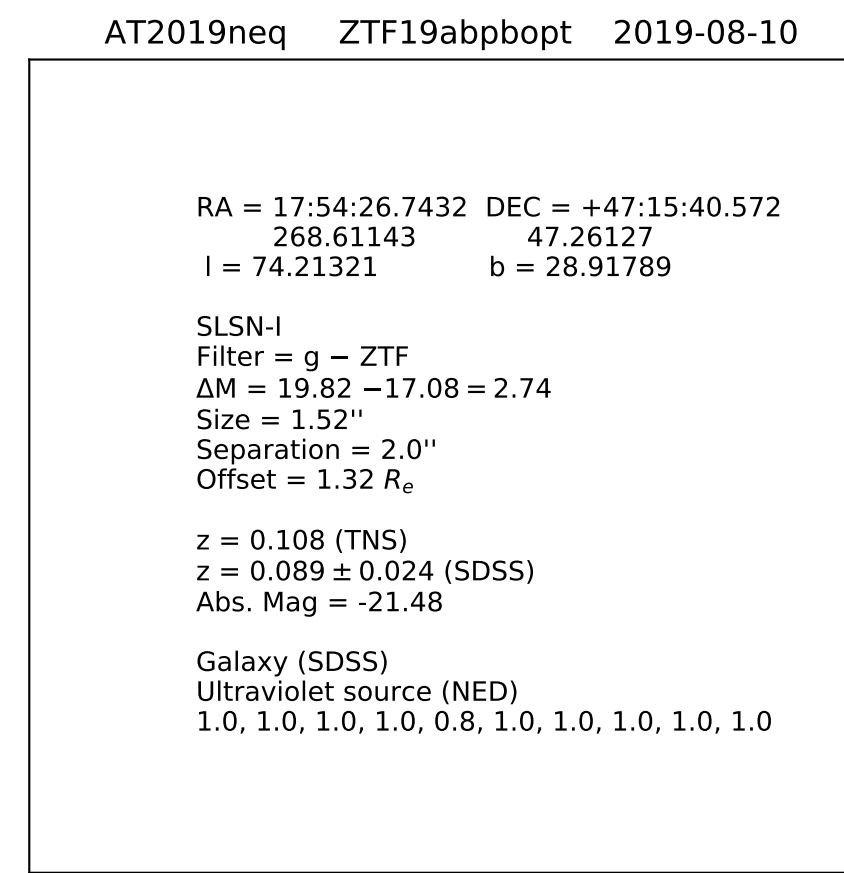 AT2019neq ZTF19abpbopt 2019-08-10
RA = 17:54:26.7432 DEC = +47:15:40.572
268.61143 47.26127
l = 74.21321 b = 28.91789
SLSN-I
Filter = g − ZTF
ΔM = 19.82 −17.08 = 2.74
Size = 1.52''
Separation = 2.0''
Offset = 1.32 Rₑ
z = 0.108 (TNS)
z = 0.089 ± 0.024 (SDSS)
Abs. Mag = -21.48
Galaxy (SDSS)
Ultraviolet source (NED)
1.0, 1.0, 1.0, 1.0, 0.8, 1.0, 1.0, 1.0, 1.0, 1.0